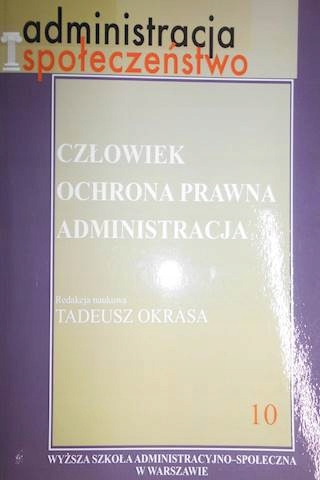 administracja
i społeczeństwo
CZŁOWIEK
OCHRONA PRAWNA
ADMINISTRACJA
Redakcja naukowa
TADEUSZ OKRASA
10
WYŻSZA SZKOŁA ADMINISTRACYJNO-SPOŁECZNA
W WARSZAWIE